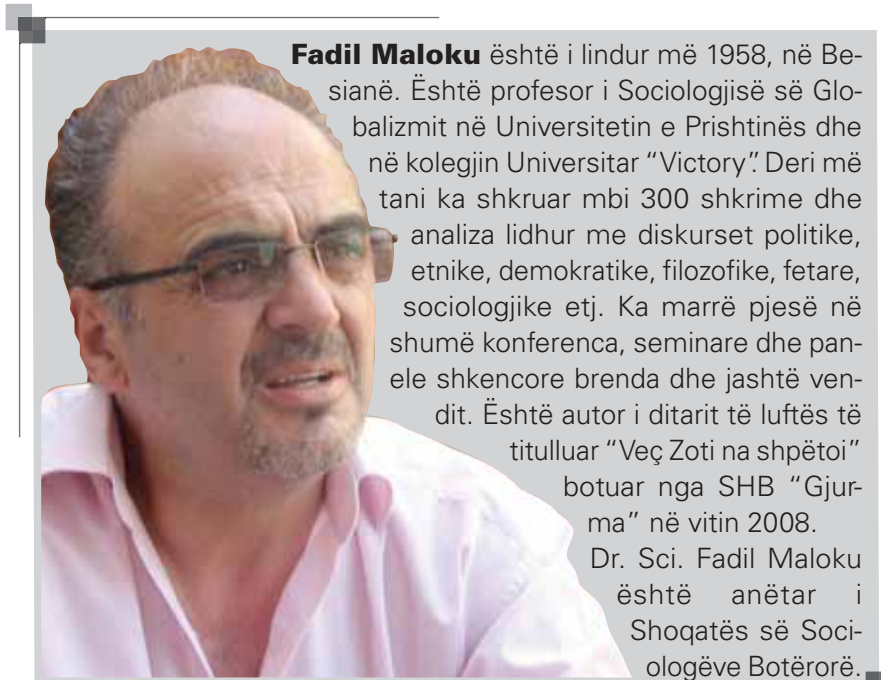 Fadil Maloku është i lindur më 1958, në Be-
sianë. Është profesor i Sociologjisë së Glo-
balizmit në Universitetin e Prishtinës dhe
në kolegjin Universitar “Victory”. Deri më
tani ka shkruar mbi 300 shkrime dhe
analiza lidhur me diskurset politike,
etnike, demokratike, filozofike, fetare,
sociologjike etj. Ka marrë pjesë në
shumë konferenca, seminare dhe pan-
ele shkencore brenda dhe jashtë ven-
dit. Është autor i ditarit të luftës të
titulluar “Veç Zoti na shpëtoi”
botuar nga SHB “Gjur-
ma” në vitin 2008.
Dr. Sci. Fadil Maloku
është anëtar i
Shoqatës së Soci-
ologëve Botërorë.